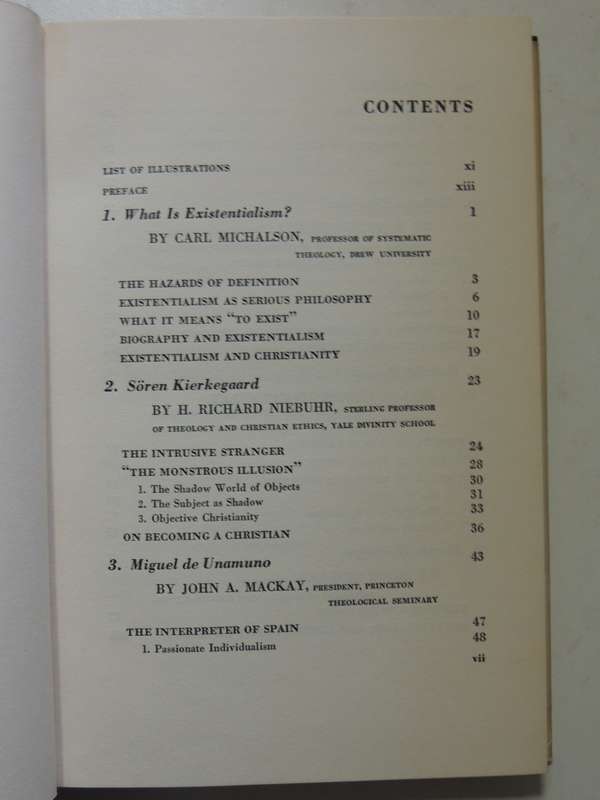 CONTENTS
LIST OF ILLUSTRATIONS xi
PREFACE xiii
1. What Is Existentialism? 1
BY CARL MICHALSON, PROFESSOR OF SYSTEMATIC
THEOLOGY, DREW UNIVERSITY
THE HAZARDS OF DEFINITION 3
EXISTENTIALISM AS SERIOUS PHILOSOPHY 6
WHAT IT MEANS "TO EXIST" 10
BIOGRAPHY AND EXISTENTIALISM 17
EXISTENTIALISM AND CHRISTIANITY 19
2. Sören Kierkegaard 23
BY H. RICHARD NIEBUHR, STERLING PROFESSOR
OF THEOLOGY AND CHRISTIAN ETHICS, YALE DIVINITY SCHOOL
THE INTRUSIVE STRANGER 24
"THE MONSTROUS ILLUSION" 28
1. The Shadow World of Objects 30
2. The Subject as Shadow 31
3. Objective Christianity 33
ON BECOMING A CHRISTIAN 36
3. Miguel de Unamuno 43
BY JOHN A. MACKAY, PRESIDENT, PRINCETON
THEOLOGICAL SEMINARY
THE INTERPRETER OF SPAIN 47
1. Passionate Individualism 48
vii